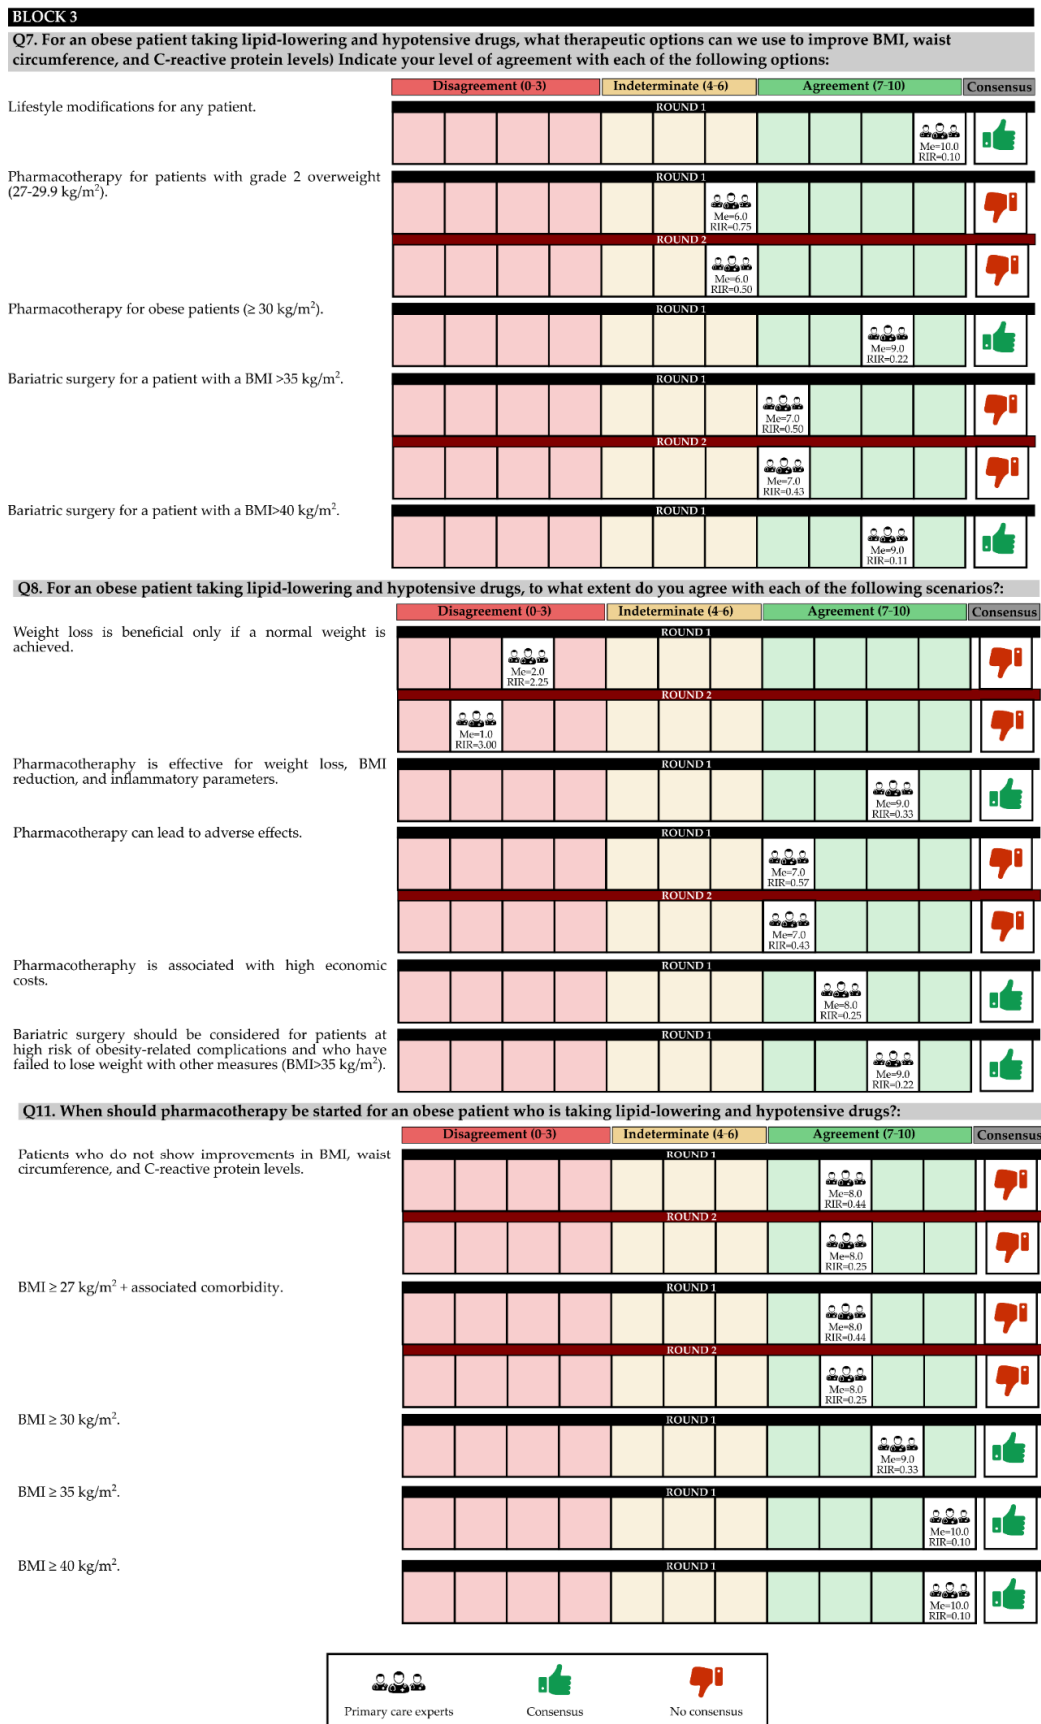 BLOCK 3
Q7. For an obese patient taking lipid-lowering and hypotensive drugs, what therapeutic options can we use to improve BMI, waist
circumference, and C-reactive protein levels) Indicate your level of agreement with each of the following options:
Disagreement (0-3) Indeterminate (4-6) Agreement (7-10) Consensus
Lifestyle modifications for any patient.
ROUND 1
Me=10.0
RIR=0.10
Pharmacotherapy for patients with grade 2 overweight
(27-29.9 kg/m²).
ROUND 1
Me=6.0
RIR=0.75
ROUND 2
Me=6.0
RIR=0.50
Pharmacotherapy for obese patients (≥ 30 kg/m²).
ROUND 1
Me=9.0
RIR=0.22
Bariatric surgery for a patient with a BMI >35 kg/m².
ROUND 1
Me=7.0
RIR=0.50
ROUND 2
Me=7.0
RIR=0.43
Bariatric surgery for a patient with a BMI>40 kg/m².
ROUND 1
Me=9.0
RIR=0.11
Q8. For an obese patient taking lipid-lowering and hypotensive drugs, to what extent do you agree with each of the following scenarios?:
Disagreement (0-3) Indeterminate (4-6) Agreement (7-10) Consensus
Weight loss is beneficial only if a normal weight is
achieved.
ROUND 1
Me=2.0
RIR=2.25
ROUND 2
Me=1.0
RIR=3.00
Pharmacotheraphy is effective for weight loss, BMI
reduction, and inflammatory parameters.
ROUND 1
Me=9.0
RIR=0.33
Pharmacotherapy can lead to adverse effects.
ROUND 1
Me=7.0
RIR=0.57
ROUND 2
Me=7.0
RIR=0.43
Pharmacotheraphy is associated with high economic
costs.
ROUND 1
Me=8.0
RIR=0.25
Bariatric surgery should be considered for patients at
high risk of obesity-related complications and who have
failed to lose weight with other measures (BMI>35 kg/m²).
ROUND 1
Me=9.0
RIR=0.22
Q11. When should pharmacotherapy be started for an obese patient who is taking lipid-lowering and hypotensive drugs?:
Disagreement (0-3) Indeterminate (4-6) Agreement (7-10) Consensus
Patients who do not show improvements in BMI, waist
circumference, and C-reactive protein levels.
ROUND 1
Me=8.0
RIR=0.44
ROUND 2
Me=8.0
RIR=0.25
BMI ≥ 27 kg/m² + associated comorbidity.
ROUND 1
Me=8.0
RIR=0.44
ROUND 2
Me=8.0
RIR=0.25
BMI ≥ 30 kg/m².
ROUND 1
Me=9.0
RIR=0.33
BMI ≥ 35 kg/m².
ROUND 1
Me=10.0
RIR=0.10
BMI ≥ 40 kg/m².
ROUND 1
Me=10.0
RIR=0.10
Primary care experts Consensus No consensus